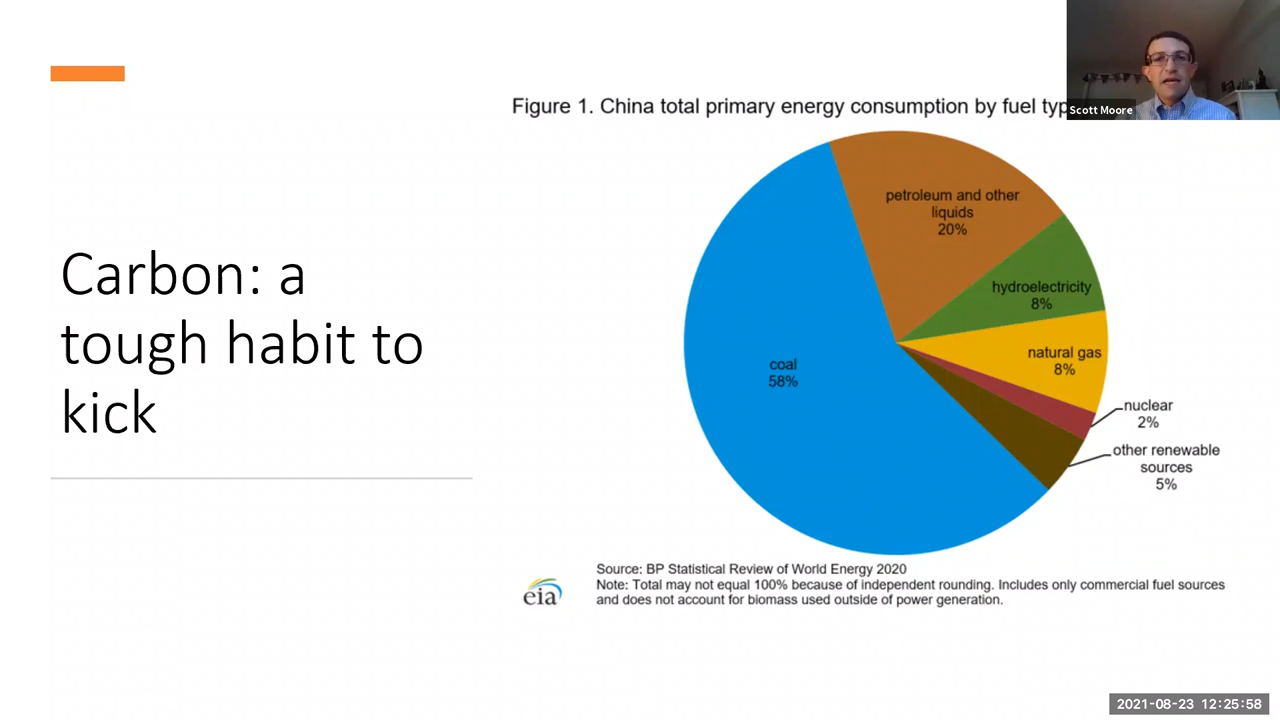 Scott Moore
Figure 1. China total primary energy consumption by fuel
petroleum and other
liquids
20%
hydroelectricity
8%
natural gas
8%
coal
58%
nuclear
2%
other renewable
sources
5%
Carbon: a
tough habit to
kick
Source: BP Statistical Review of World Energy 2020
Note: Total may not equal 100% because of independent rounding. Includes only commercial fuel sources
and does not account for biomass used outside of power generation.
eia
2021-08-23 12:25:58